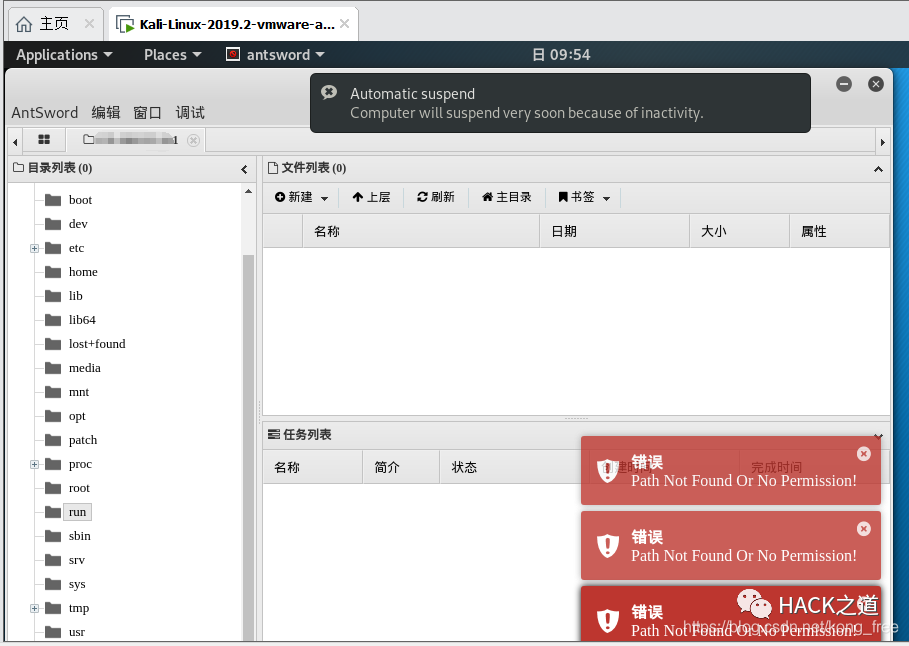 主页
Kali-Linux-2019.2-vmware-a...
Applications
Places
antsword
日 09:54
Automatic suspend
Computer will suspend very soon because of inactivity.
AntSword 编辑 窗口 调试
目录列表 (0)
文件列表 (0)
新建 上层 刷新 主目录 书签
名称 日期 大小 属性
boot
dev
etc
home
lib
lib64
lost+found
media
mnt
opt
patch
proc
root
run
sbin
srv
sys
tmp
usr
任务列表
名称 简介 状态 创建时间 完成时间
错误
Path Not Found Or No Permission!
错误
Path Not Found Or No Permission!
错误
Path Not Found Or No Permission!
HACK之道
https://blog.csdn.net/kong_free